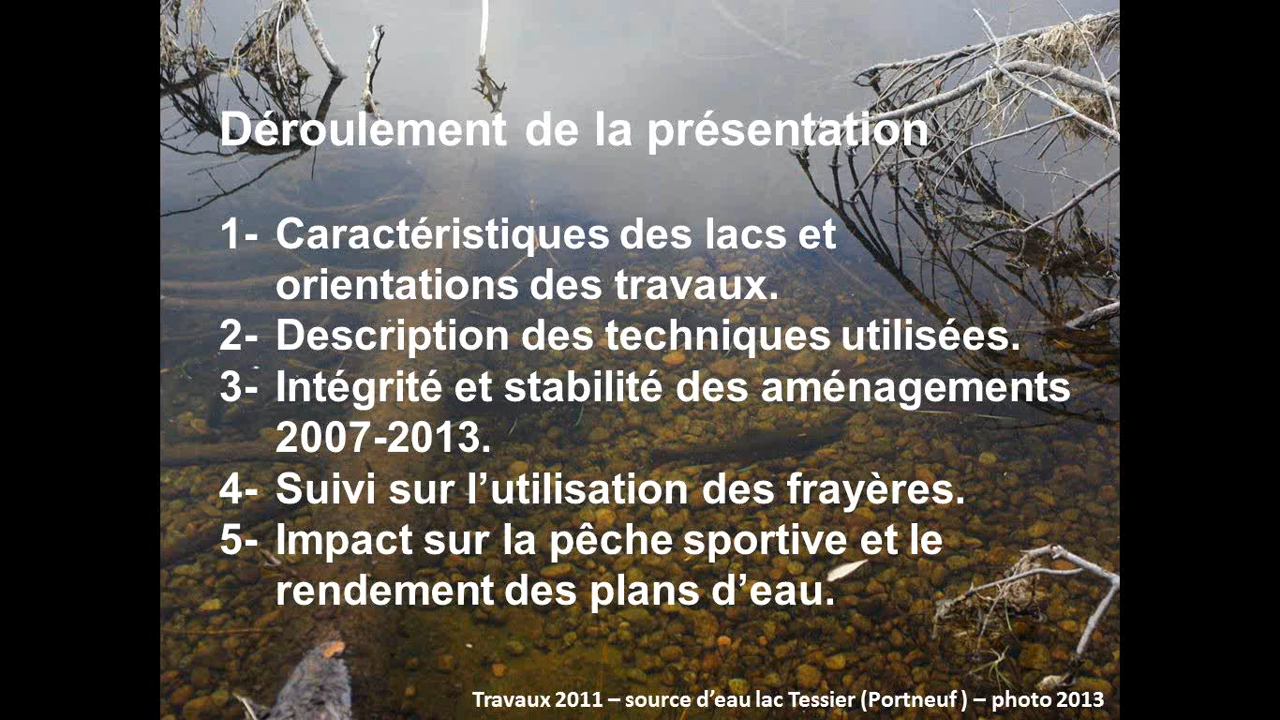 Déroulement de la présentation
1- Caractéristiques des lacs et
orientations des travaux.
2- Description des techniques utilisées.
3- Intégrité et stabilité des aménagements
2007-2013.
4- Suivi sur l’utilisation des frayères.
5- Impact sur la pêche sportive et le
rendement des plans d’eau.
Travaux 2011 – source d’eau lac Tessier (Portneuf ) – photo 2013